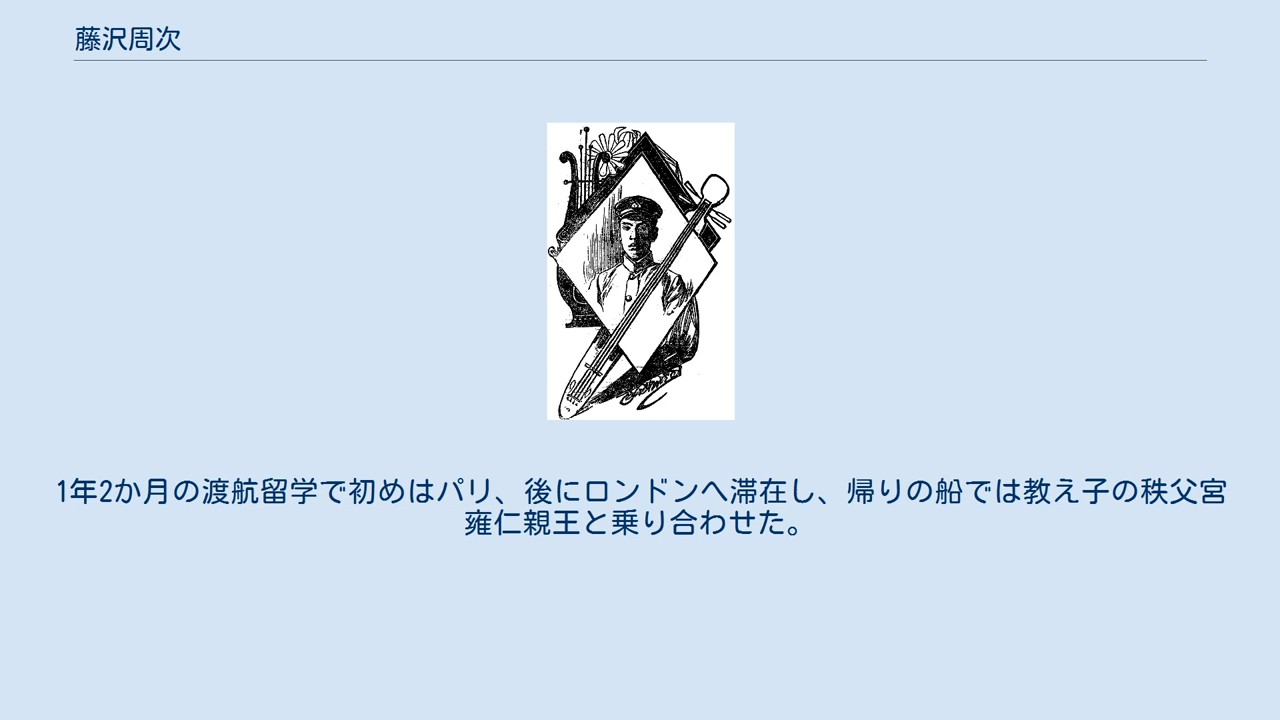 藤沢周次
1年2か月の渡航留学で初めはパリ、後にロンドンへ滞在し、帰りの船では教え子の秩父宮
雍仁親王と乗り合わせた。